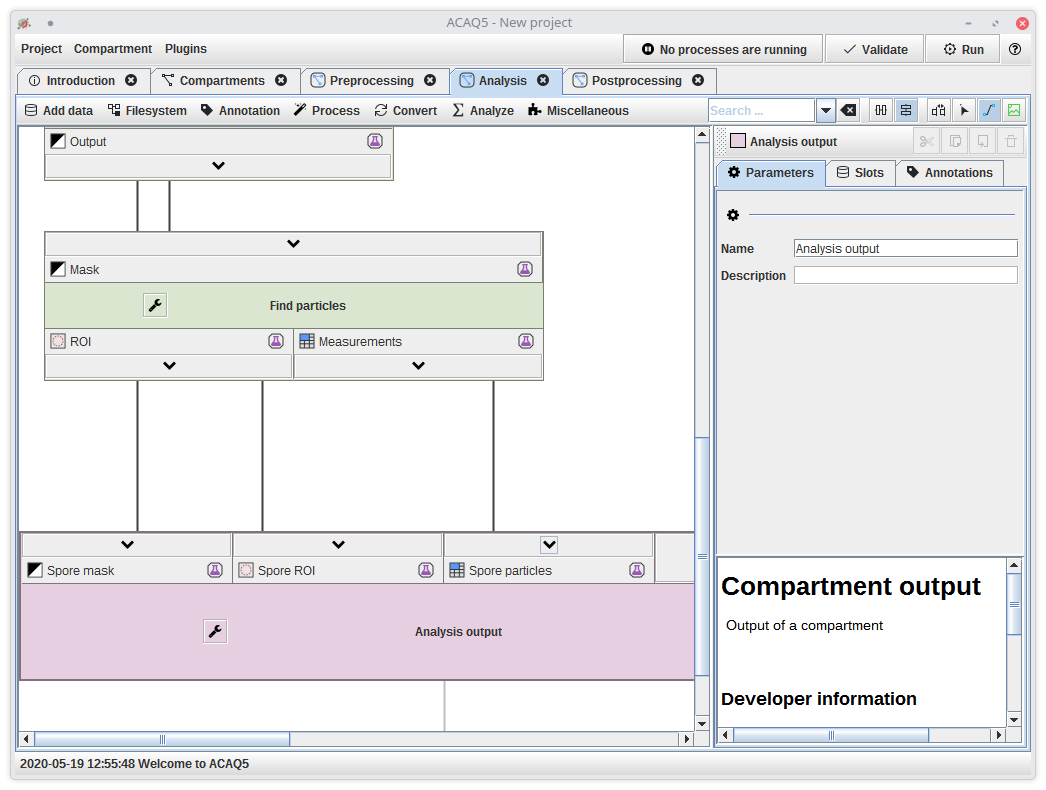 ACAQ5 - New project
Project Compartment Plugins
No processes are running Validate Run
Introduction Compartments Preprocessing Analysis Postprocessing
Add data Filesystem Annotation Process Convert Analyze Miscellaneous
Search ...
Output
Mask
Find particles
ROI Measurements
Spore mask Spore ROI Spore particles
Analysis output
Analysis output
Parameters Slots Annotations
Name Analysis output
Description
Compartment output
Output of a compartment
Developer information
2020-05-19 12:55:48 Welcome to ACAQ5